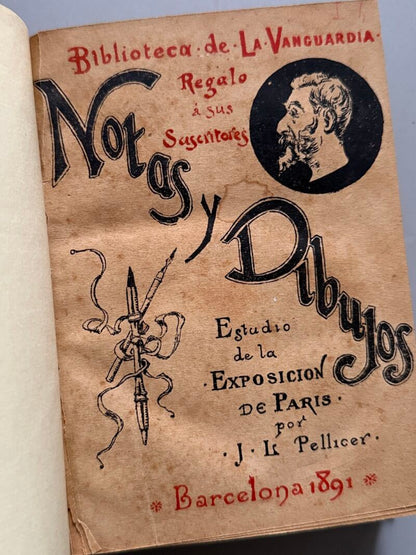 Biblioteca · de · La Vanguardia ·
Regalo
á sus
Suscritores
Notas
y
Dibujos
Estudio
de la
· Exposicion
de Paris ·
por
· J. L. Pellicer ·
* Barcelona 1891 *